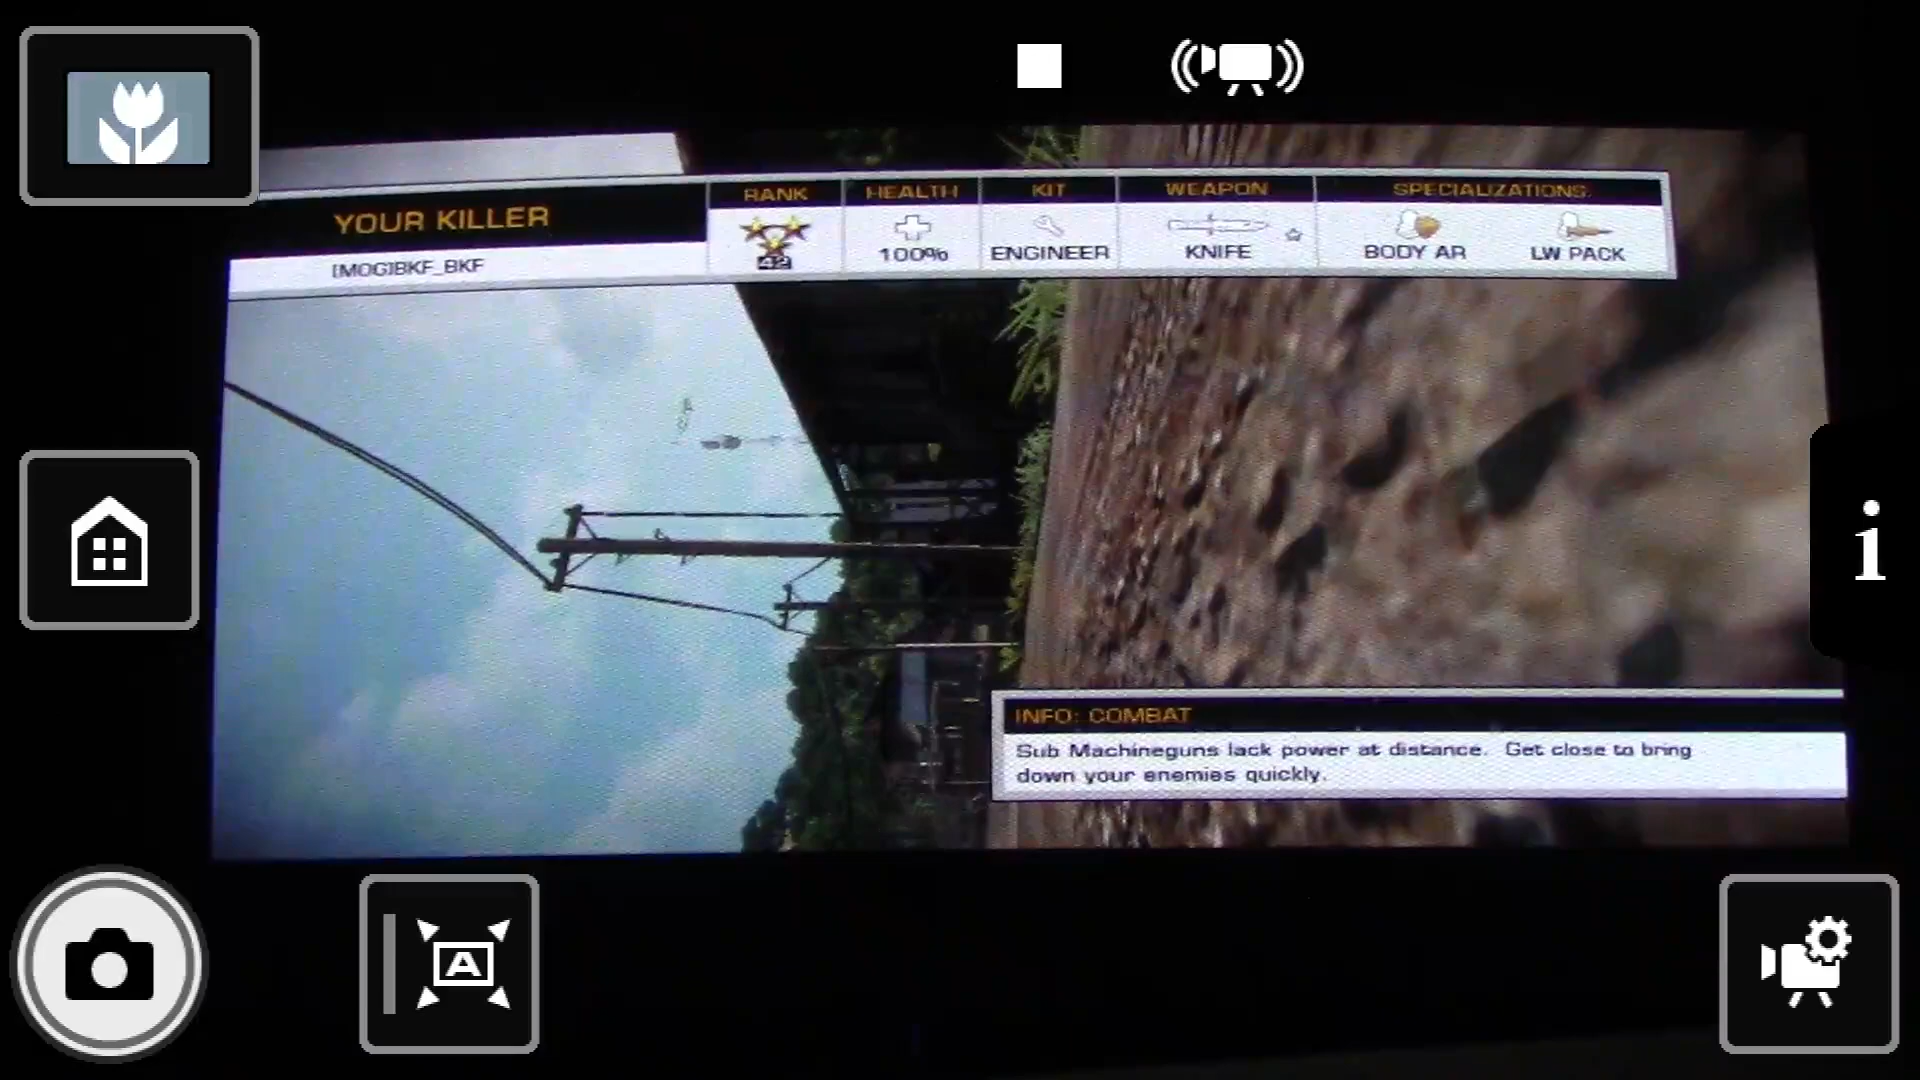 YOUR KILLER
[MOG]BKF_BKF
RANK
42
HEALTH
100%
KIT
ENGINEER
WEAPON
KNIFE
SPECIALIZATIONS
BODY AR
LW PACK
INFO: COMBAT
Sub Machineguns lack power at distance. Get close to bring
down your enemies quickly.
i
A